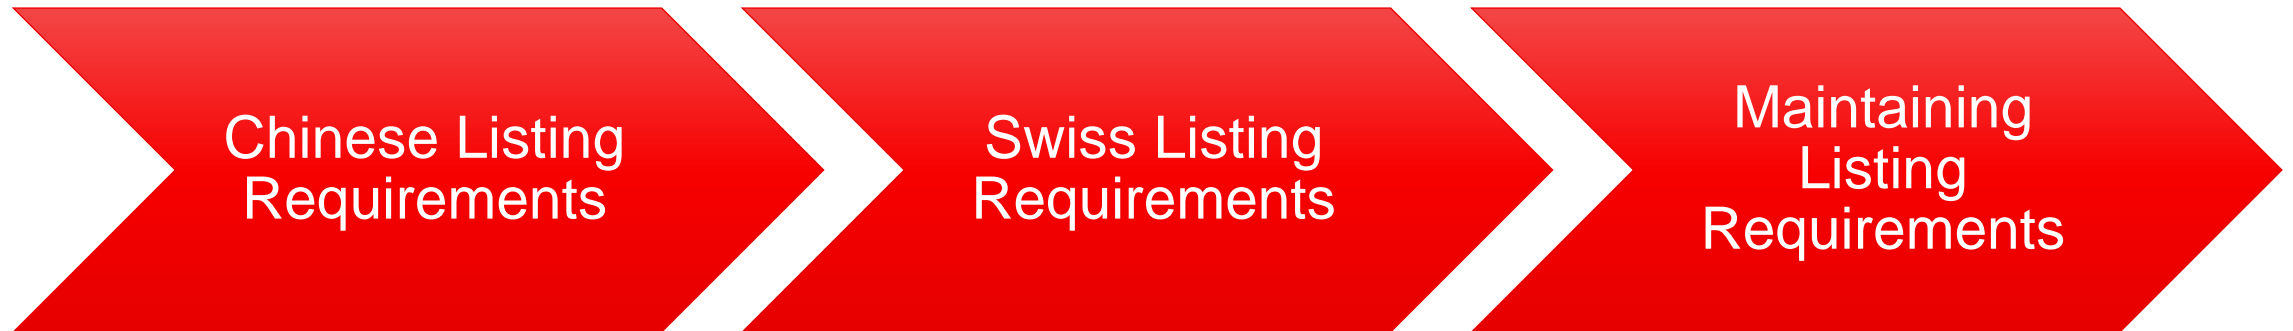 Chinese Listing
Requirements
Swiss Listing
Requirements
Maintaining
Listing
Requirements